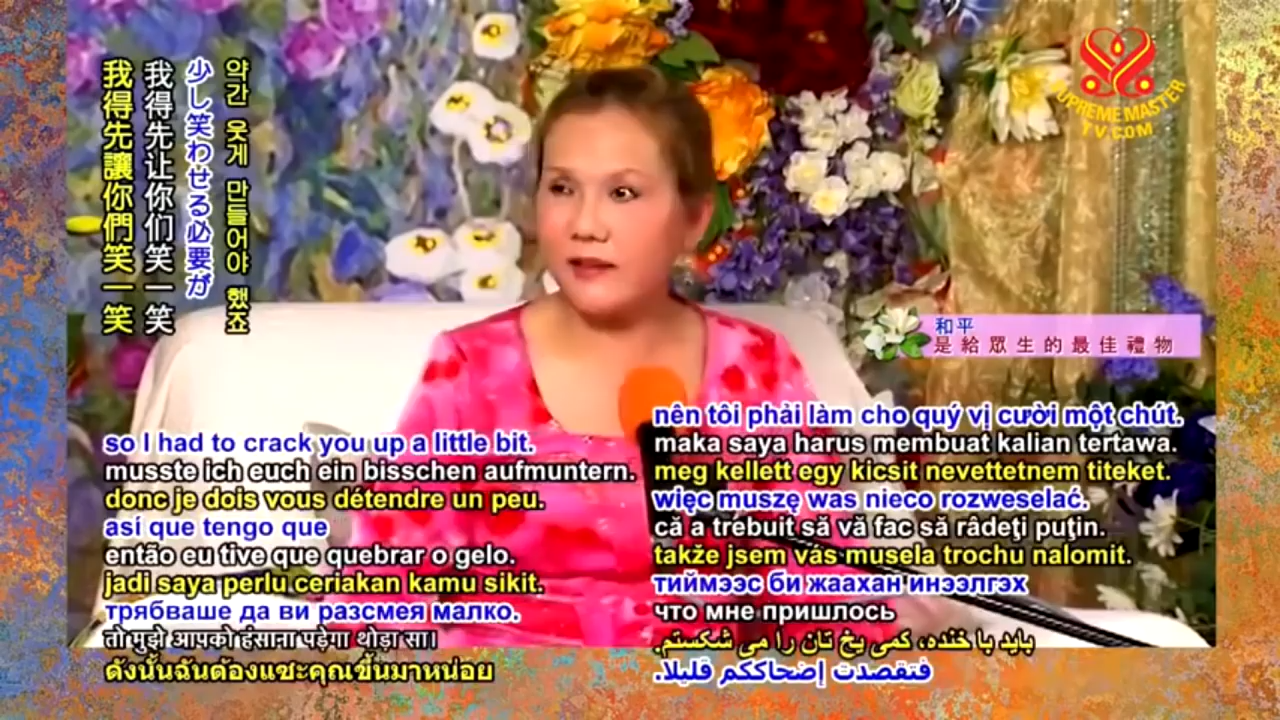 약간 웃게 만들어야 했죠
少し笑わせる必要が
我得先让你们笑一笑
我得先讓你們笑一笑
SUPREME MASTER
TV.COM
和平
是給眾生的最佳禮物
so I had to crack you up a little bit.
musste ich euch ein bisschen aufmuntern.
donc je dois vous détendre un peu.
así que tengo que
então eu tive que quebrar o gelo.
jadi saya perlu ceriakan kamu sikit.
трябваше да ви разсмея малко.
तो मुझे आपको हंसाना पड़ेगा थोड़ा सा।
ดังนั้นฉันต้องแซะคุณขึ้นมาหน่อย
nên tôi phải làm cho quý vị cười một chút.
maka saya harus membuat kalian tertawa.
meg kellett egy kicsit nevettetnem titeket.
więc muszę was nieco rozweselać.
că a trebuit să vă fac să râdeţi puţin.
takže jsem vás musela trochu nalomit.
тиймээс би жаахан инээлгэх
что мне пришлось
باید با خنده، کمی یخ تان را می شکستم.
فتقصدت إضحاككم قليلا.